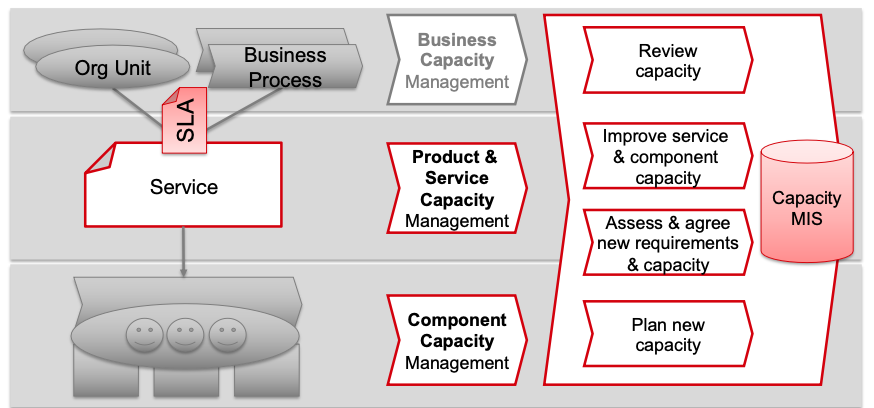 Org Unit
Business
Process
SLA
Service
Business
Capacity
Management
Product &
Service
Capacity
Management
Component
Capacity
Management
Review
capacity
Improve service
& component
capacity
Assess & agree
new requirements
& capacity
Plan new
capacity
Capacity
MIS